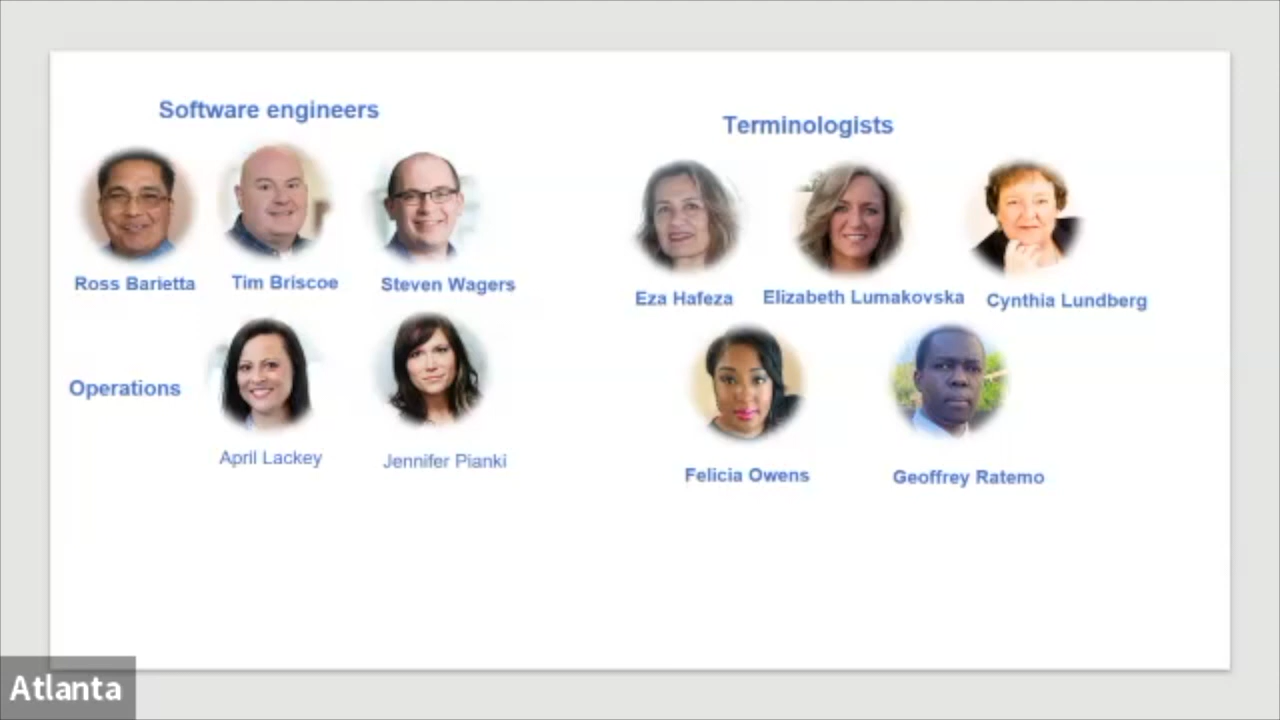 Software engineers
Ross Barietta
Tim Briscoe
Steven Wagers
Operations
April Lackey
Jennifer Pianki
Terminologists
Eza Hafeza
Elizabeth Lumakovska
Cynthia Lundberg
Felicia Owens
Geoffrey Ratemo
Atlanta